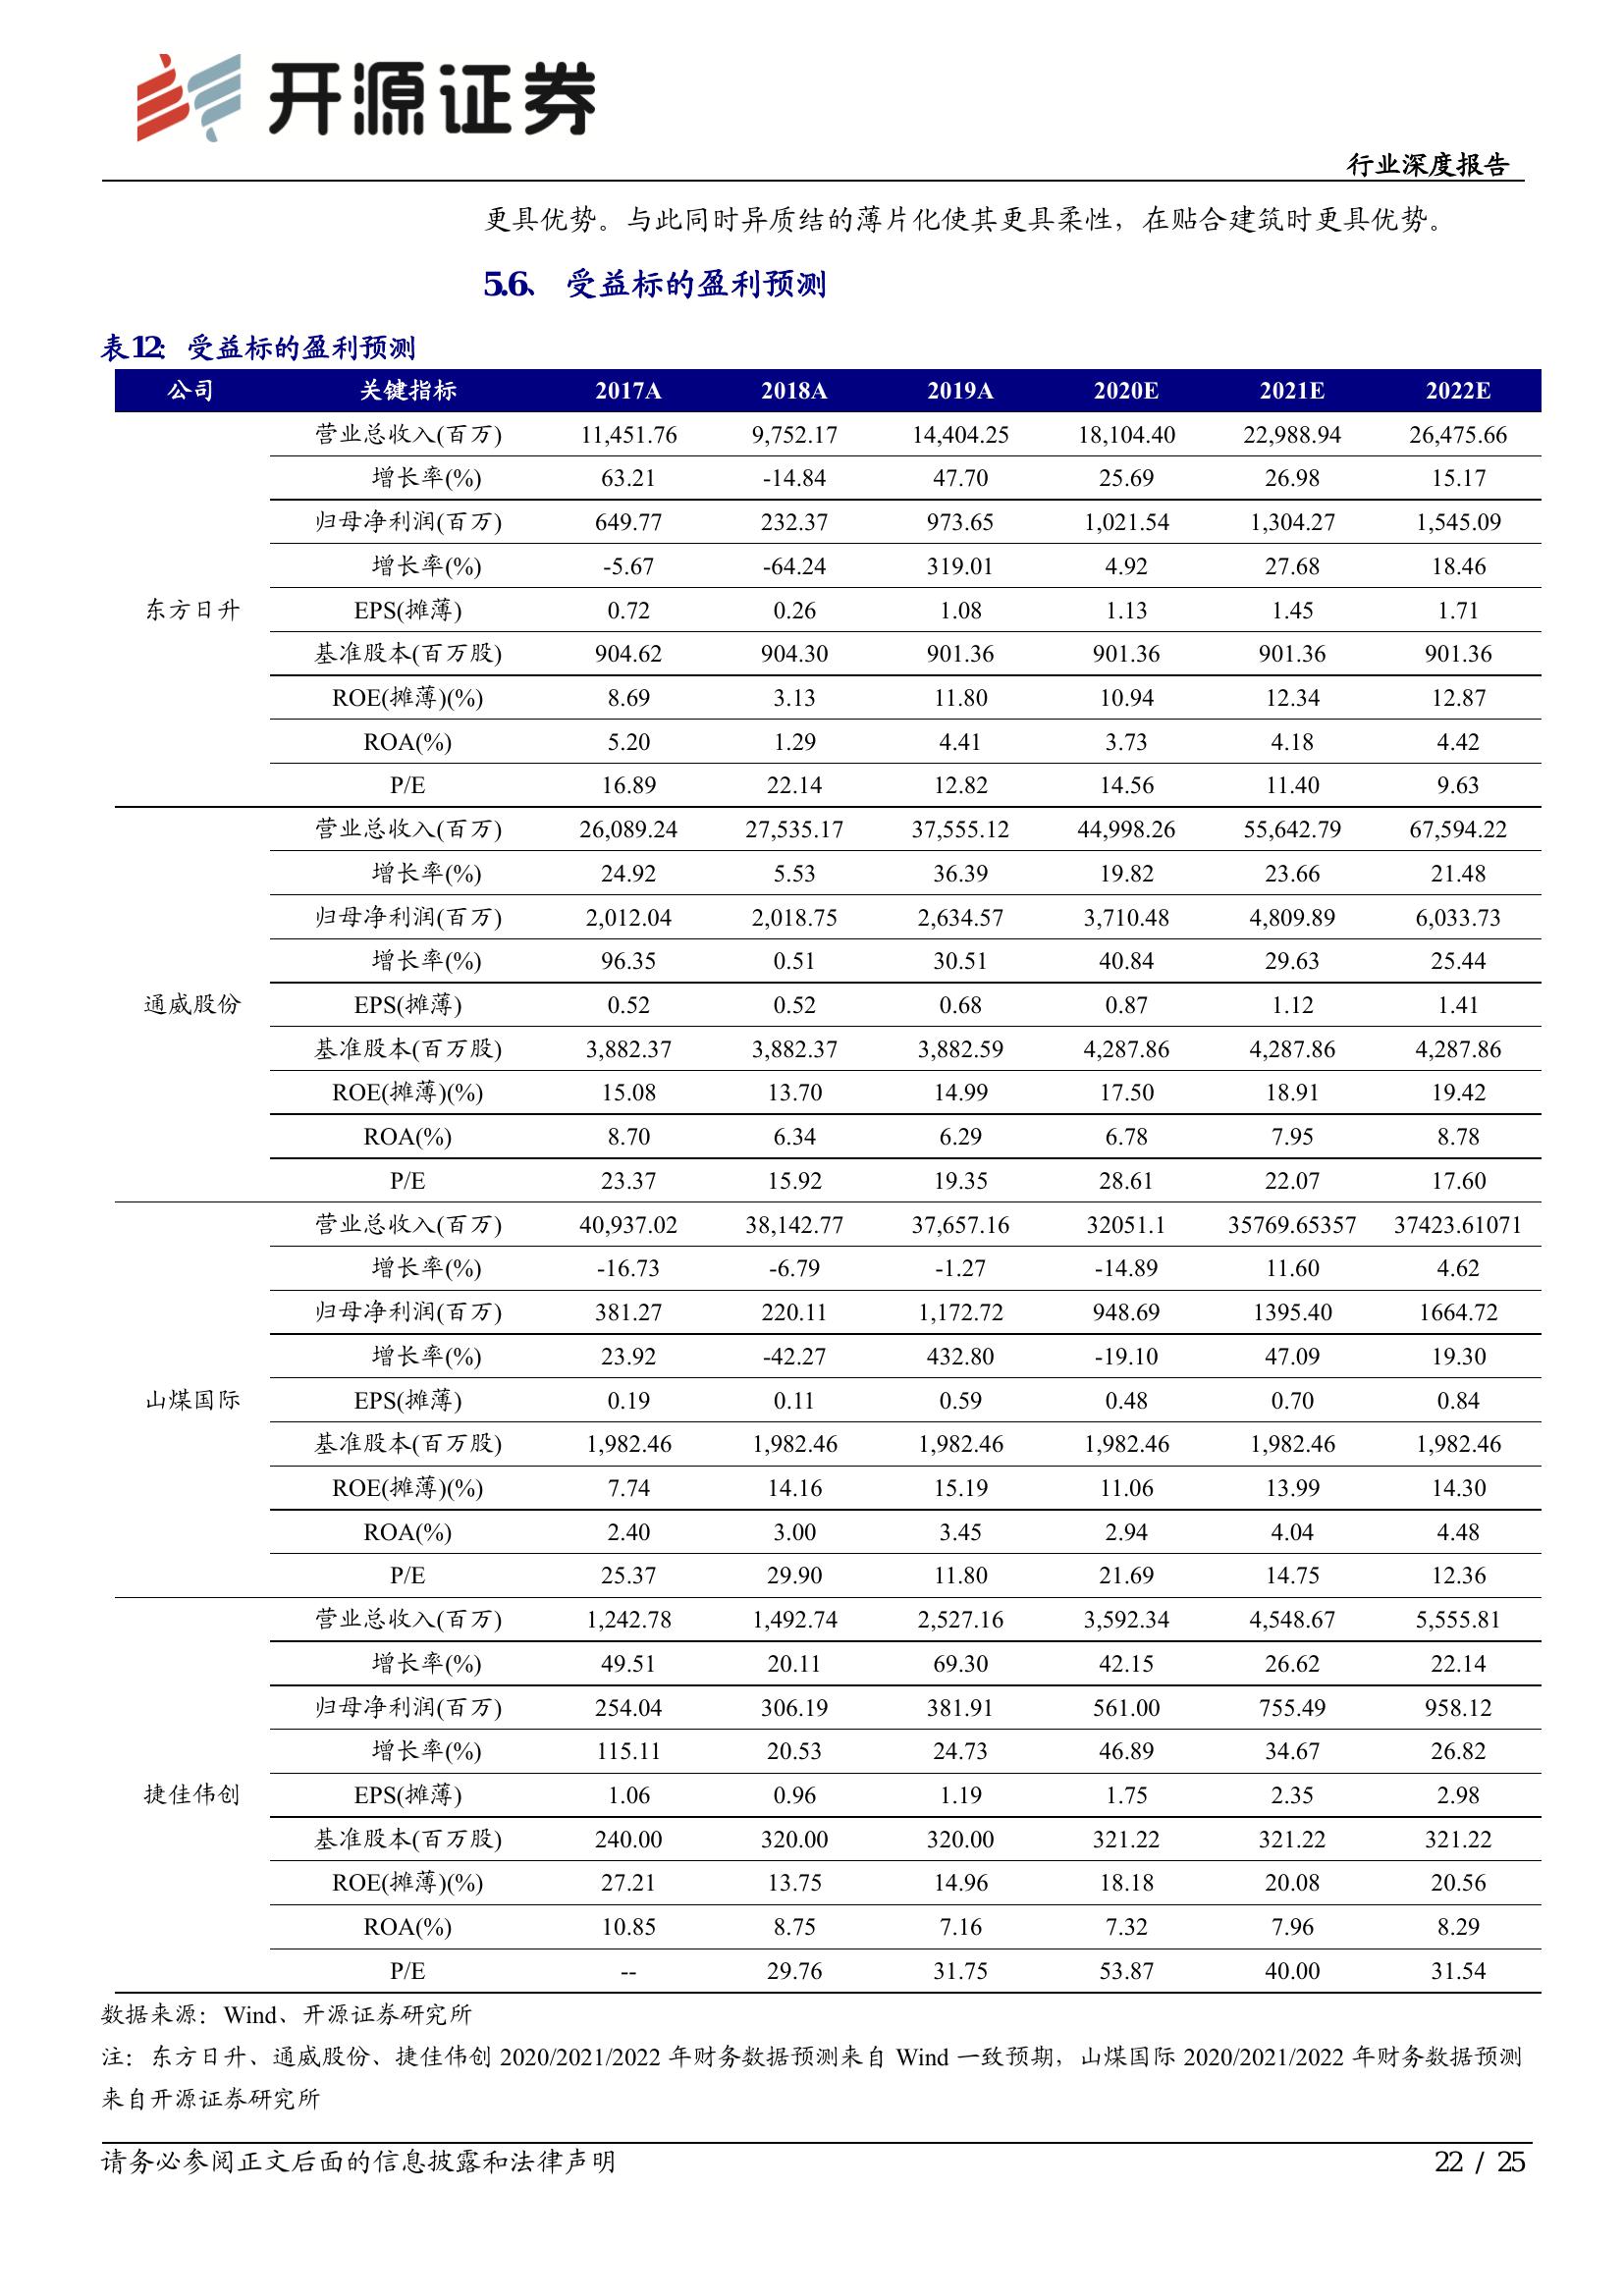 开源证券
行业深度报告
更具优势。与此同时异质结的薄片化使其更具柔性，在贴合建筑时更具优势。
5.6、 受益标的盈利预测
表12: 受益标的盈利预测
公司 关键指标 2017A 2018A 2019A 2020E 2021E 2022E
营业总收入(百万) 11,451.76 9,752.17 14,404.25 18,104.40 22,988.94 26,475.66
增长率(%) 63.21 -14.84 47.70 25.69 26.98 15.17
归母净利润(百万) 649.77 232.37 973.65 1,021.54 1,304.27 1,545.09
增长率(%) -5.67 -64.24 319.01 4.92 27.68 18.46
东方日升 EPS(摊薄) 0.72 0.26 1.08 1.13 1.45 1.71
基准股本(百万股) 904.62 904.30 901.36 901.36 901.36 901.36
ROE(摊薄)(%) 8.69 3.13 11.80 10.94 12.34 12.87
ROA(%) 5.20 1.29 4.41 3.73 4.18 4.42
P/E 16.89 22.14 12.82 14.56 11.40 9.63
营业总收入(百万) 26,089.24 27,535.17 37,555.12 44,998.26 55,642.79 67,594.22
增长率(%) 24.92 5.53 36.39 19.82 23.66 21.48
归母净利润(百万) 2,012.04 2,018.75 2,634.57 3,710.48 4,809.89 6,033.73
增长率(%) 96.35 0.51 30.51 40.84 29.63 25.44
通威股份 EPS(摊薄) 0.52 0.52 0.68 0.87 1.12 1.41
基准股本(百万股) 3,882.37 3,882.37 3,882.59 4,287.86 4,287.86 4,287.86
ROE(摊薄)(%) 15.08 13.70 14.99 17.50 18.91 19.42
ROA(%) 8.70 6.34 6.29 6.78 7.95 8.78
P/E 23.37 15.92 19.35 28.61 22.07 17.60
营业总收入(百万) 40,937.02 38,142.77 37,657.16 32051.1 35769.65357 37423.61071
增长率(%) -16.73 -6.79 -1.27 -14.89 11.60 4.62
归母净利润(百万) 381.27 220.11 1,172.72 948.69 1395.40 1664.72
增长率(%) 23.92 -42.27 432.80 -19.10 47.09 19.30
山煤国际 EPS(摊薄) 0.19 0.11 0.59 0.48 0.70 0.84
基准股本(百万股) 1,982.46 1,982.46 1,982.46 1,982.46 1,982.46 1,982.46
ROE(摊薄)(%) 7.74 14.16 15.19 11.06 13.99 14.30
ROA(%) 2.40 3.00 3.45 2.94 4.04 4.48
P/E 25.37 29.90 11.80 21.69 14.75 12.36
营业总收入(百万) 1,242.78 1,492.74 2,527.16 3,592.34 4,548.67 5,555.81
增长率(%) 49.51 20.11 69.30 42.15 26.62 22.14
归母净利润(百万) 254.04 306.19 381.91 561.00 755.49 958.12
增长率(%) 115.11 20.53 24.73 46.89 34.67 26.82
捷佳伟创 EPS(摊薄) 1.06 0.96 1.19 1.75 2.35 2.98
基准股本(百万股) 240.00 320.00 320.00 321.22 321.22 321.22
ROE(摊薄)(%) 27.21 13.75 14.96 18.18 20.08 20.56
ROA(%) 10.85 8.75 7.16 7.32 7.96 8.29
P/E -- 29.76 31.75 53.87 40.00 31.54
数据来源：Wind、开源证券研究所
注：东方日升、通威股份、捷佳伟创 2020/2021/2022 年财务数据预测来自 Wind 一致预期，山煤国际 2020/2021/2022 年财务数据预测
来自开源证券研究所
请务必参阅正文后面的信息披露和法律声明 22 / 25